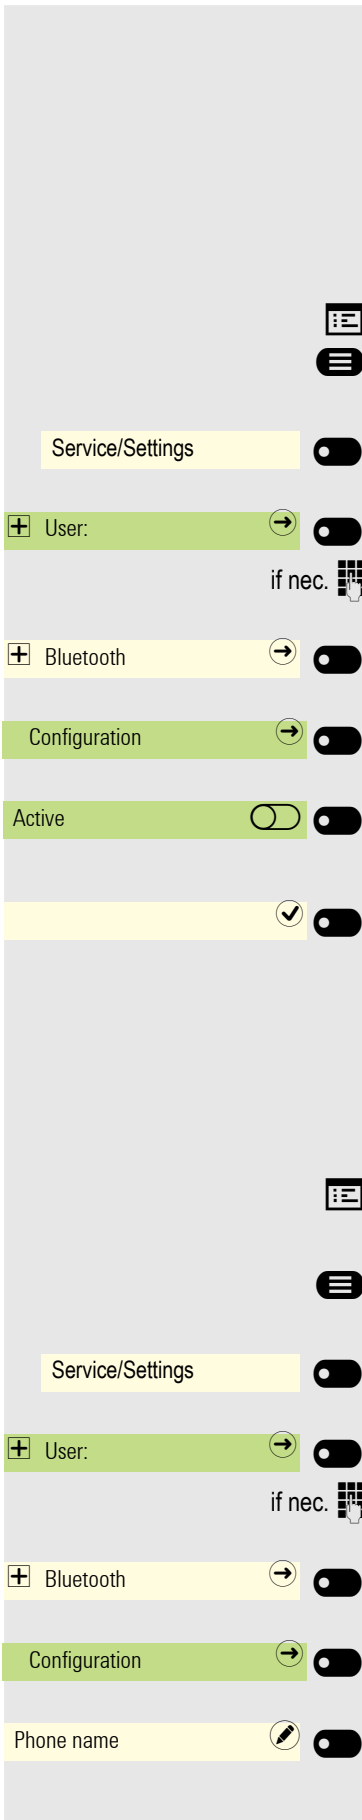 Service/Settings
User:
if nec.
Bluetooth
Configuration
Active
Service/Settings
User:
if nec.
Bluetooth
Configuration
Phone name